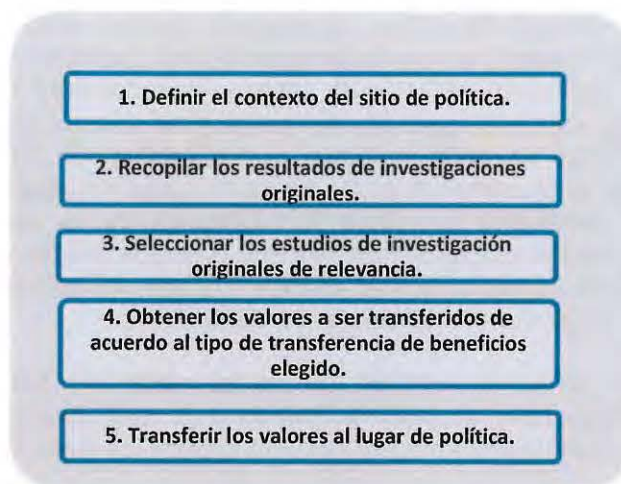 1. Definir el contexto del sitio de política.
2. Recopilar los resultados de investigaciones
originales.
3. Seleccionar los estudios de investigación
originales de relevancia.
4. Obtener los valores a ser transferidos de
acuerdo al tipo de transferencia de beneficios
elegido.
5. Transferir los valores al lugar de política.